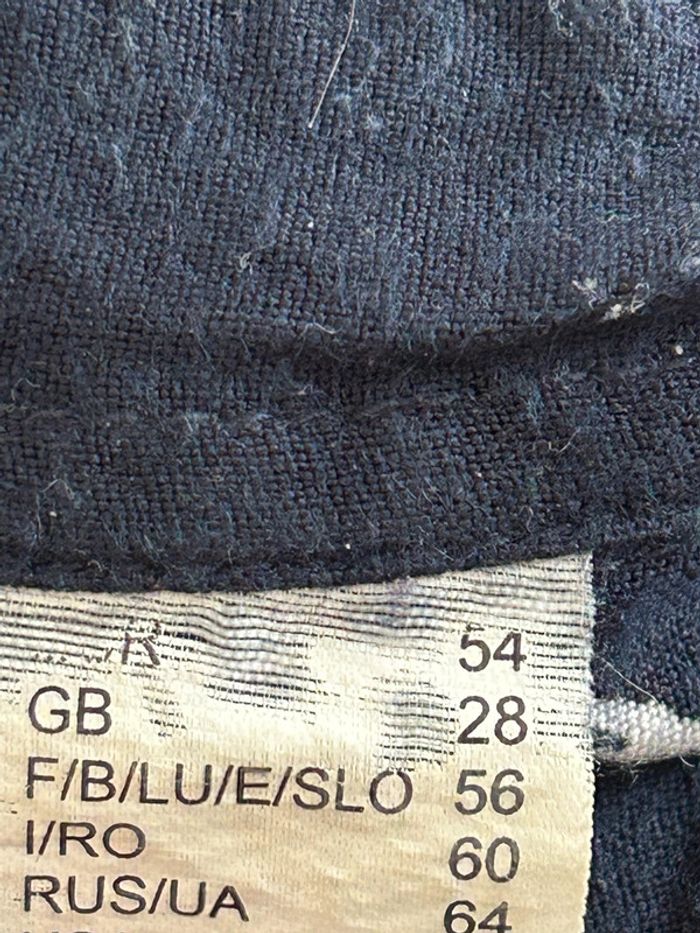 54
GB 28
F/B/LU/E/SLO 56
I/RO 60
RUS/UA 64